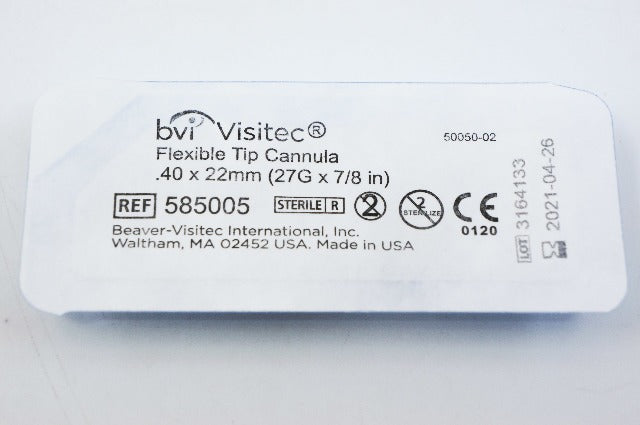 bvi Visitec®
50050-02
Flexible Tip Cannula
.40 x 22mm (27G x 7/8 in)
REF 585005 STERILE R 2 2 STERILIZE CE 0120
Beaver-Visitec International, Inc.
Waltham, MA 02452 USA. Made in USA
LOT 3164133
2021-04-26